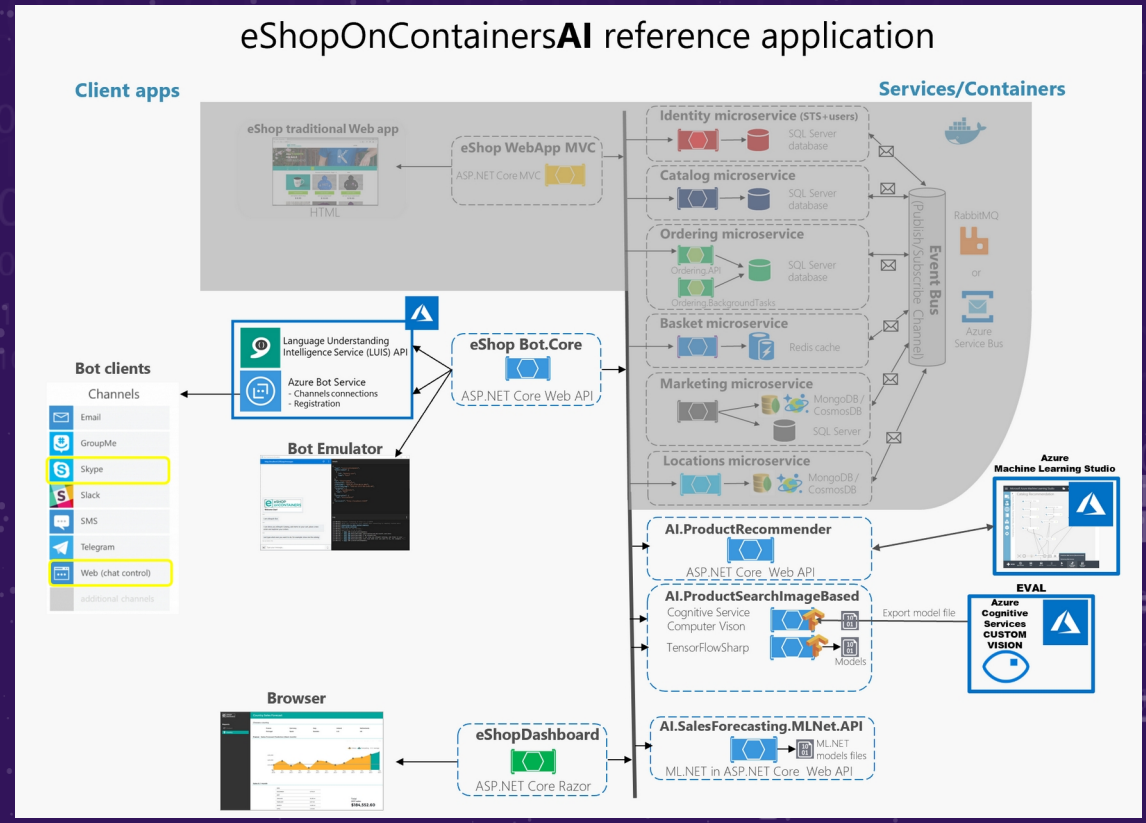 eShopOnContainersAI reference application
Client apps
Services/Containers
eShop traditional Web app
HTML
eShop WebApp MVC
ASP.NET Core MVC
Identity microservice (STS+users)
SQL Server
database
Catalog microservice
SQL Server
database
Ordering microservice
Ordering.API
Ordering.BackgroundTasks
SQL Server
database
Basket microservice
Redis cache
Marketing microservice
MongoDB /
CosmosDB
SQL Server
Locations microservice
MongoDB /
CosmosDB
Event Bus
(Publish/Subscribe Channel)
RabbitMQ
or
Azure
Service Bus
Language Understanding
Intelligence Service (LUIS) API
Azure Bot Service
- Channels connections
- Registration
eShop Bot.Core
ASP.NET Core Web API
Bot clients
Channels
Email
GroupMe
Skype
Slack
SMS
Telegram
Web (chat control)
additional channels
Bot Emulator
Azure
Machine Learning Studio
AI.ProductRecommender
ASP.NET Core Web API
AI.ProductSearchImageBased
Cognitive Service
Computer Vison
TensorFlowSharp
Models
Export model file
EVAL
Azure
Cognitive
Services
CUSTOM
VISION
Browser
$184,352.60
eShopDashboard
ASP.NET Core Razor
AI.SalesForecasting.MLNet.API
ML.NET
models files
ML.NET in ASP.NET Core Web API